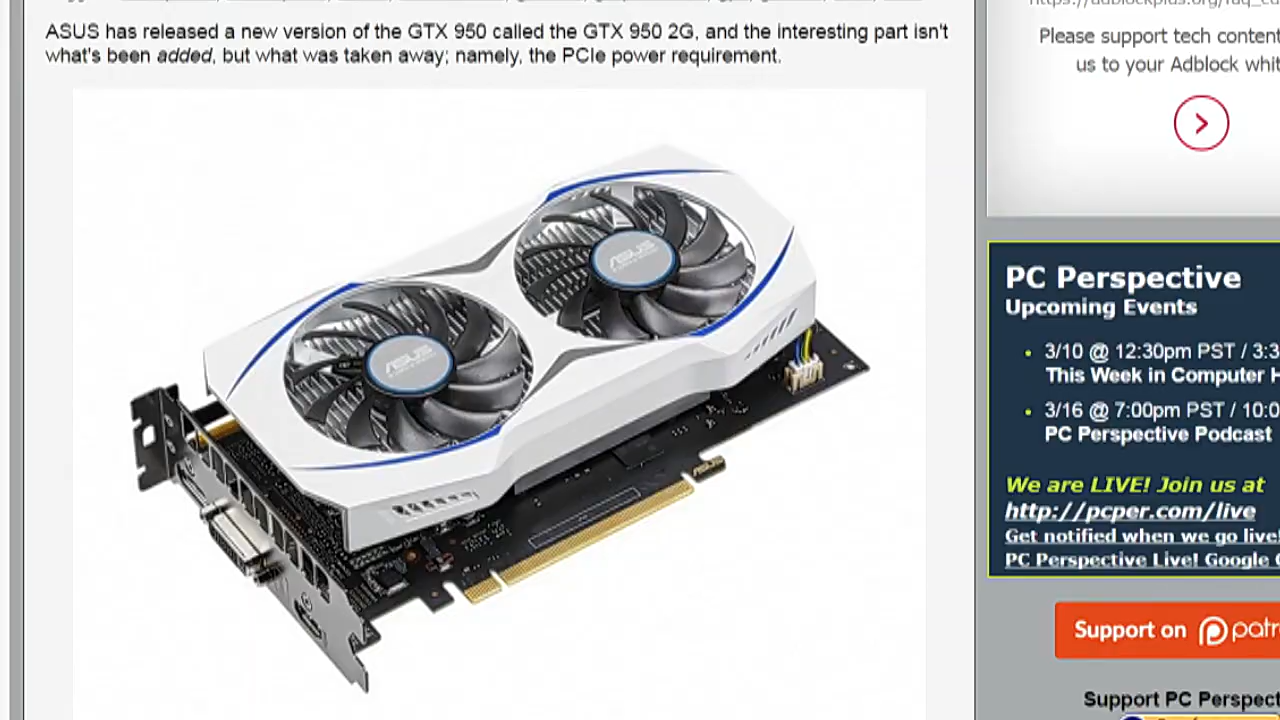 ASUS has released a new version of the GTX 950 called the GTX 950 2G, and the interesting part isn't
what's been added, but what was taken away; namely, the PCIe power requirement.
ASUS
ASUS
ASUS
Please support tech content
us to your Adblock whit
PC Perspective
Upcoming Events
• 3/10 @ 12:30pm PST / 3:3
This Week in Computer H
• 3/16 @ 7:00pm PST / 10:0
PC Perspective Podcast
We are LIVE! Join us at
http://pcper.com/live
Get notified when we go live!
PC Perspective Live! Google C
Support on patr
Support PC Perspect